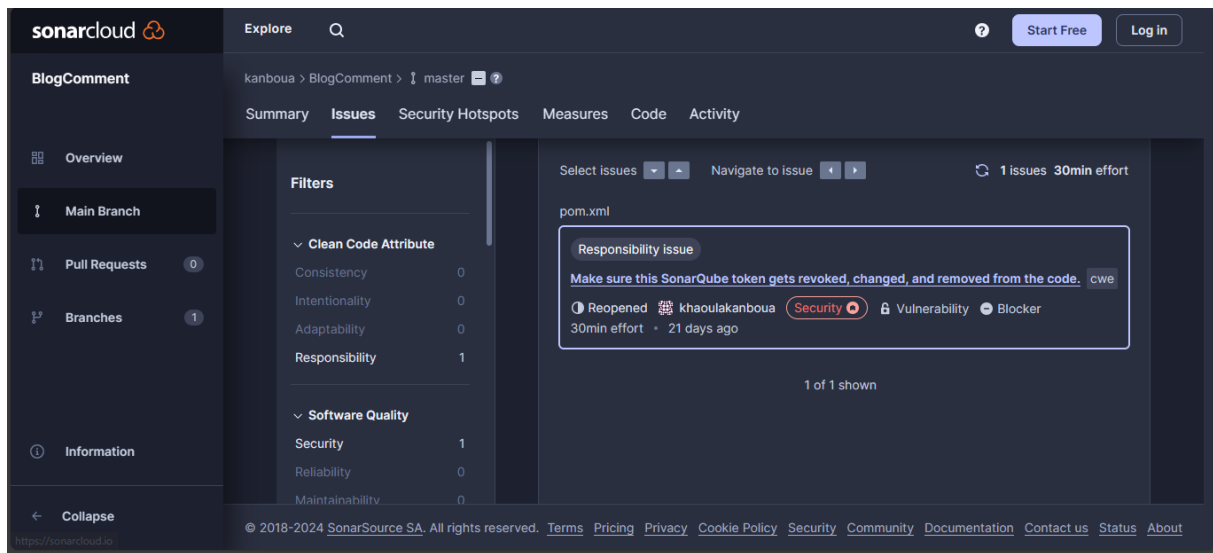 sonarcloud
Explore
Start Free
Log in
BlogComment
kanboua > BlogComment > master
Summary Issues Security Hotspots Measures Code Activity
Overview
Main Branch
Pull Requests 0
Branches 1
Information
Collapse
https://sonarcloud.io
Filters
Clean Code Attribute
Consistency 0
Intentionality 0
Adaptability 0
Responsibility 1
Software Quality
Security 1
Reliability 0
Maintainability 0
Select issues Navigate to issue 1 issues 30min effort
pom.xml
Responsibility issue
Make sure this SonarQube token gets revoked, changed, and removed from the code. cwe
Reopened khaoulakanboua Security Vulnerability Blocker
30min effort • 21 days ago
1 of 1 shown
© 2018-2024 SonarSource SA. All rights reserved. Terms Pricing Privacy Cookie Policy Security Community Documentation Contact us Status About